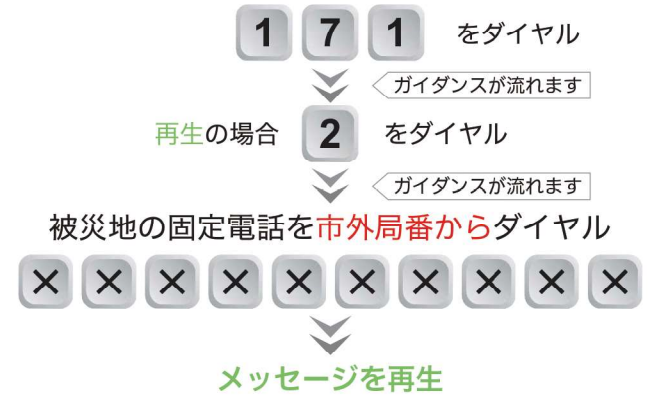 1 7 1 をダイヤル
ガイダンスが流れます
再生の場合 2 をダイヤル
ガイダンスが流れます
被災地の固定電話を市外局番からダイヤル
× × × × × × × × × ×
メッセージを再生